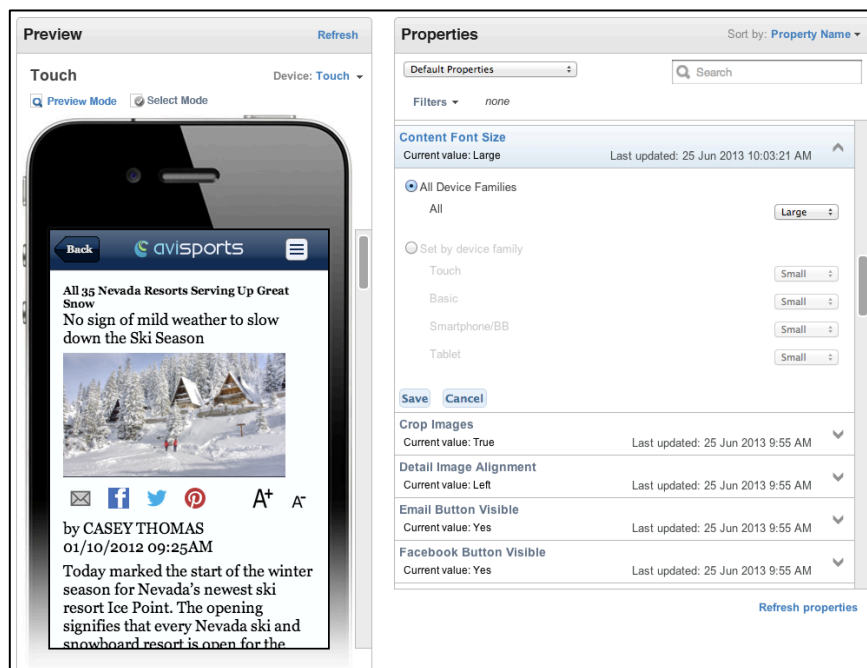 Preview
Refresh
Touch
Device: Touch
Preview Mode
Select Mode
Back
avisports
All 35 Nevada Resorts Serving Up Great
Snow
No sign of mild weather to slow
down the Ski Season
A+ A-
by CASEY THOMAS
01/10/2012 09:25AM
Today marked the start of the winter
season for Nevada's newest ski
resort Ice Point. The opening
signifies that every Nevada ski and
snowboard resort is open for the
Properties
Sort by: Property Name
Default Properties
Search
Filters
none
Content Font Size
Current value: Large
Last updated: 25 Jun 2013 10:03:21 AM
All Device Families
All
Large
Set by device family
Touch
Small
Basic
Small
Smartphone/BB
Small
Tablet
Small
Save
Cancel
Crop Images
Current value: True
Last updated: 25 Jun 2013 9:55 AM
Detail Image Alignment
Current value: Left
Last updated: 25 Jun 2013 9:55 AM
Email Button Visible
Current value: Yes
Last updated: 25 Jun 2013 9:55 AM
Facebook Button Visible
Current value: Yes
Last updated: 25 Jun 2013 9:55 AM
Refresh properties